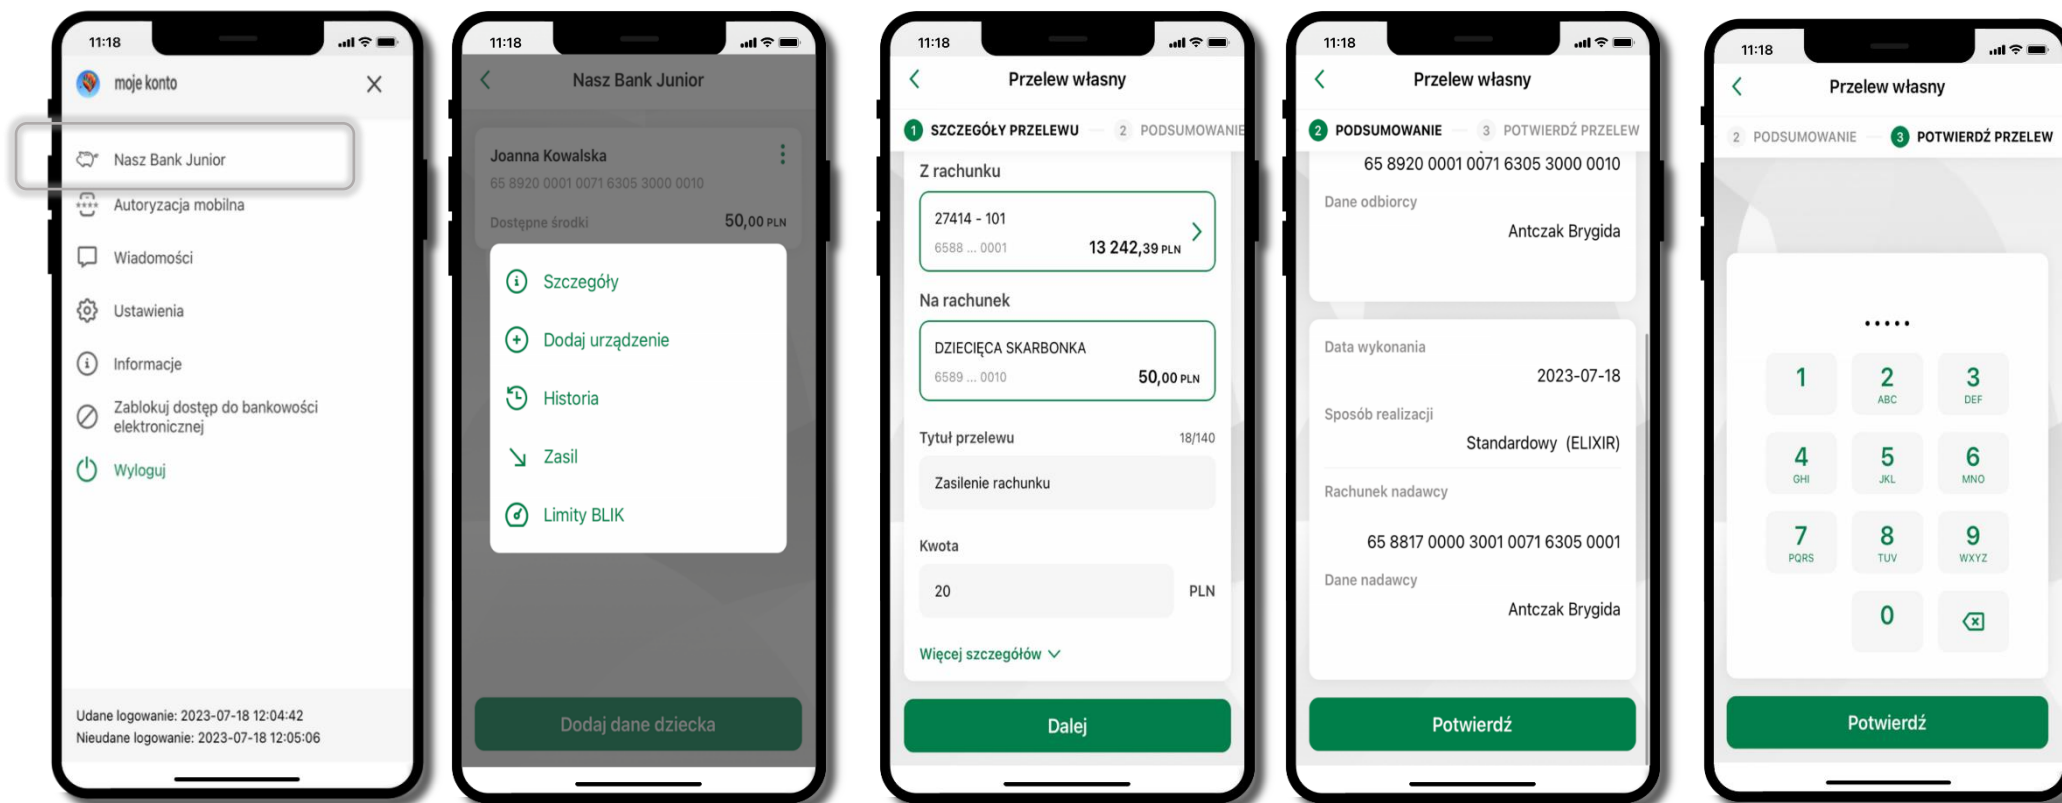 11:18
moje konto
Nasz Bank Junior
Autoryzacja mobilna
Wiadomości
Ustawienia
Informacje
Zablokuj dostęp do bankowości
elektronicznej
Wyloguj
Udane logowanie: 2023-07-18 12:04:42
Nieudane logowanie: 2023-07-18 12:05:06
11:18
Nasz Bank Junior
Joanna Kowalska
65 8920 0001 0071 6305 3000 0010
Dostępne środki 50,00 PLN
Szczegóły
Dodaj urządzenie
Historia
Zasil
Limity BLIK
Dodaj dane dziecka
11:18
Przelew własny
1 SZCZEGÓŁY PRZELEWU 2 PODSUMOWANIE
Z rachunku
27414 - 101
6588 ... 0001 13 242,39 PLN
Na rachunek
DZIECIĘCA SKARBONKA
6589 ... 0010 50,00 PLN
Tytuł przelewu 18/140
Zasilenie rachunku
Kwota
20 PLN
Więcej szczegółów
Dalej
11:18
Przelew własny
2 PODSUMOWANIE 3 POTWIERDŹ PRZELEW
65 8920 0001 0071 6305 3000 0010
Dane odbiorcy
Antczak Brygida
Data wykonania
2023-07-18
Sposób realizacji
Standardowy (ELIXIR)
Rachunek nadawcy
65 8817 0000 3001 0071 6305 0001
Dane nadawcy
Antczak Brygida
Potwierdź
11:18
Przelew własny
2 PODSUMOWANIE 3 POTWIERDŹ PRZELEW
•••••
1 2 3
ABC DEF
4 5 6
GHI JKL MNO
7 8 9
PQRS TUV WXYZ
0
Potwierdź